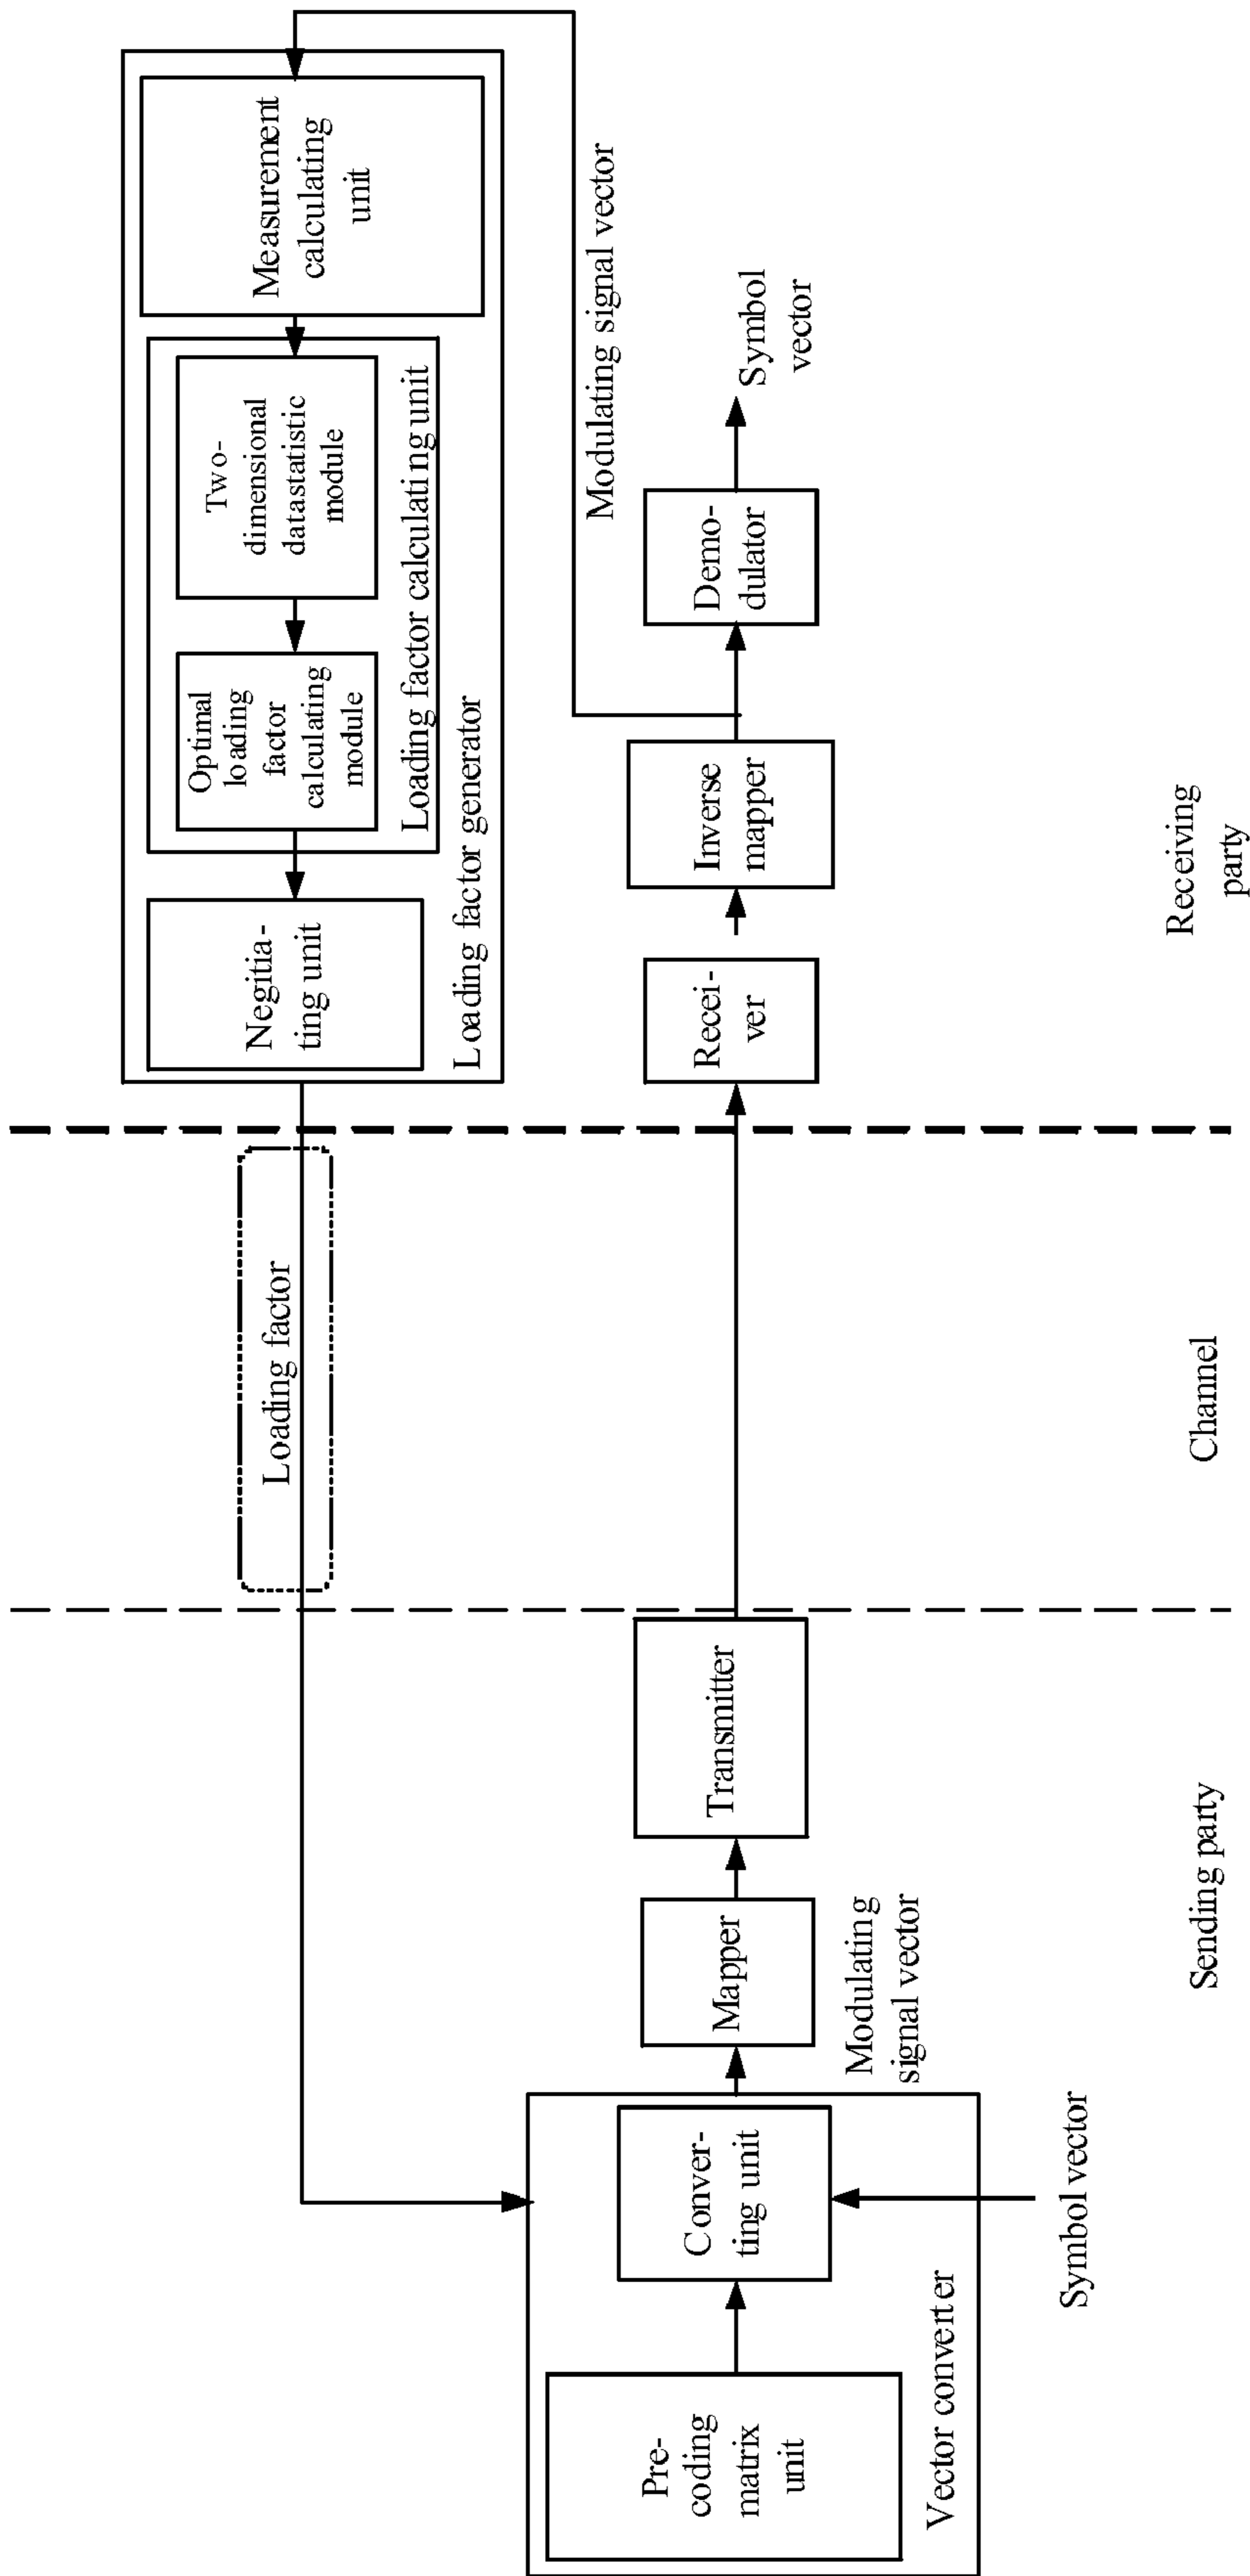 Pre-
coding
matrix
unit
Vector converter
Conver-
ting unit
Symbol vector
Modulating
signal vector
Mapper
Transmitter
Sending party
Loading factor
Channel
Negitia-
ting unit
Optimal
loading
factor
calculating
module
Two-
dimensional
datastatistic
module
Loading factor calculating unit
Loading factor generator
Measurement
calculating
unit
Recei-
ver
Inverse
mapper
Demo-
dulator
Modulating signal vector
Symbol
vector
Receiving
party